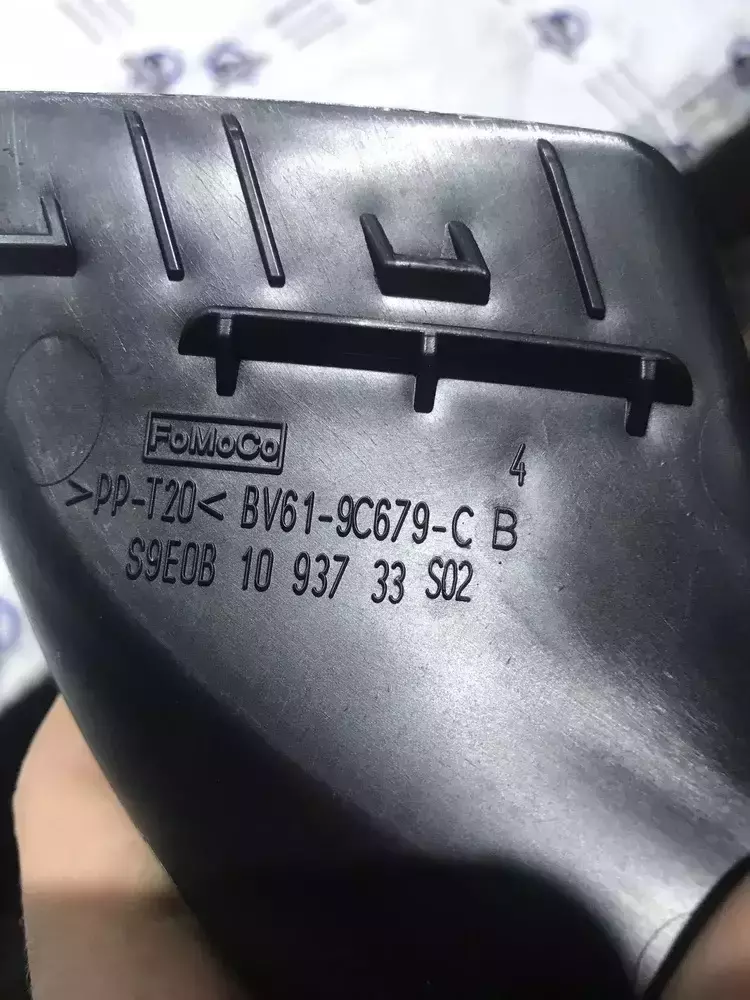 FoMoCo
4
>PP-T20< BV61-9C679-C B
S9E0B 10 937 33 S02